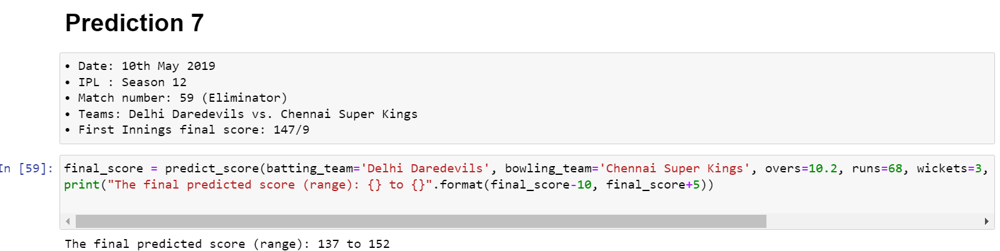 Prediction 7
• Date: 10th May 2019
• IPL : Season 12
• Match number: 59 (Eliminator)
• Teams: Delhi Daredevils vs. Chennai Super Kings
• First Innings final score: 147/9
In [59]: final_score = predict_score(batting_team='Delhi Daredevils', bowling_team='Chennai Super Kings', overs=10.2, runs=68, wickets=3,
print("The final predicted score (range): {} to {}".format(final_score-10, final_score+5))
The final predicted score (range): 137 to 152